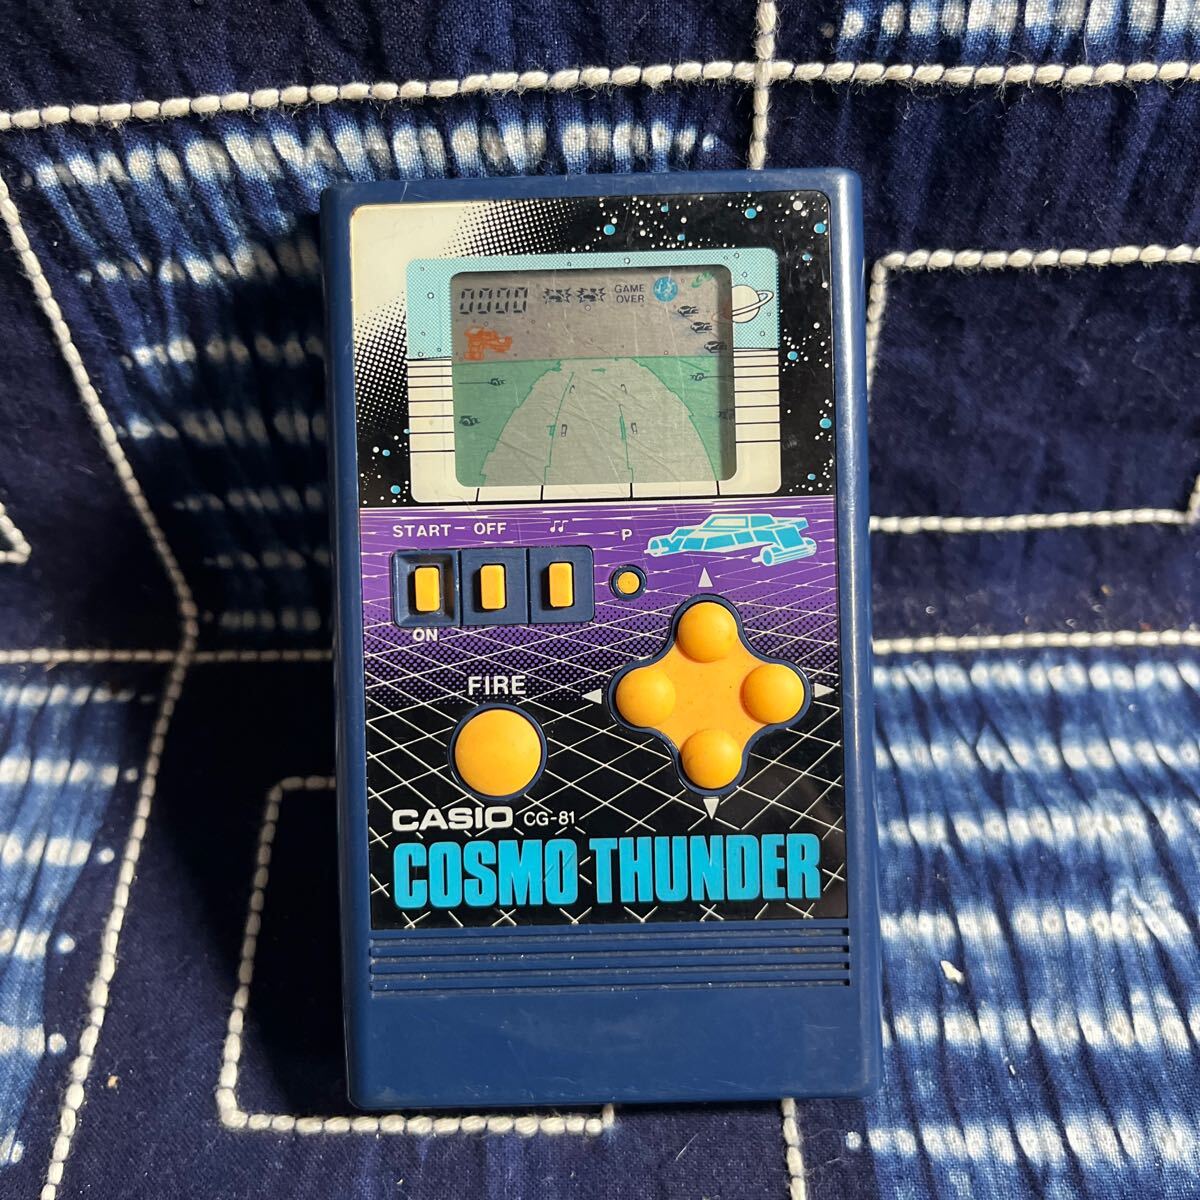 0000 GAME OVER
START - OFF ♫ P
ON
FIRE
CASIO CG-81
COSMO THUNDER